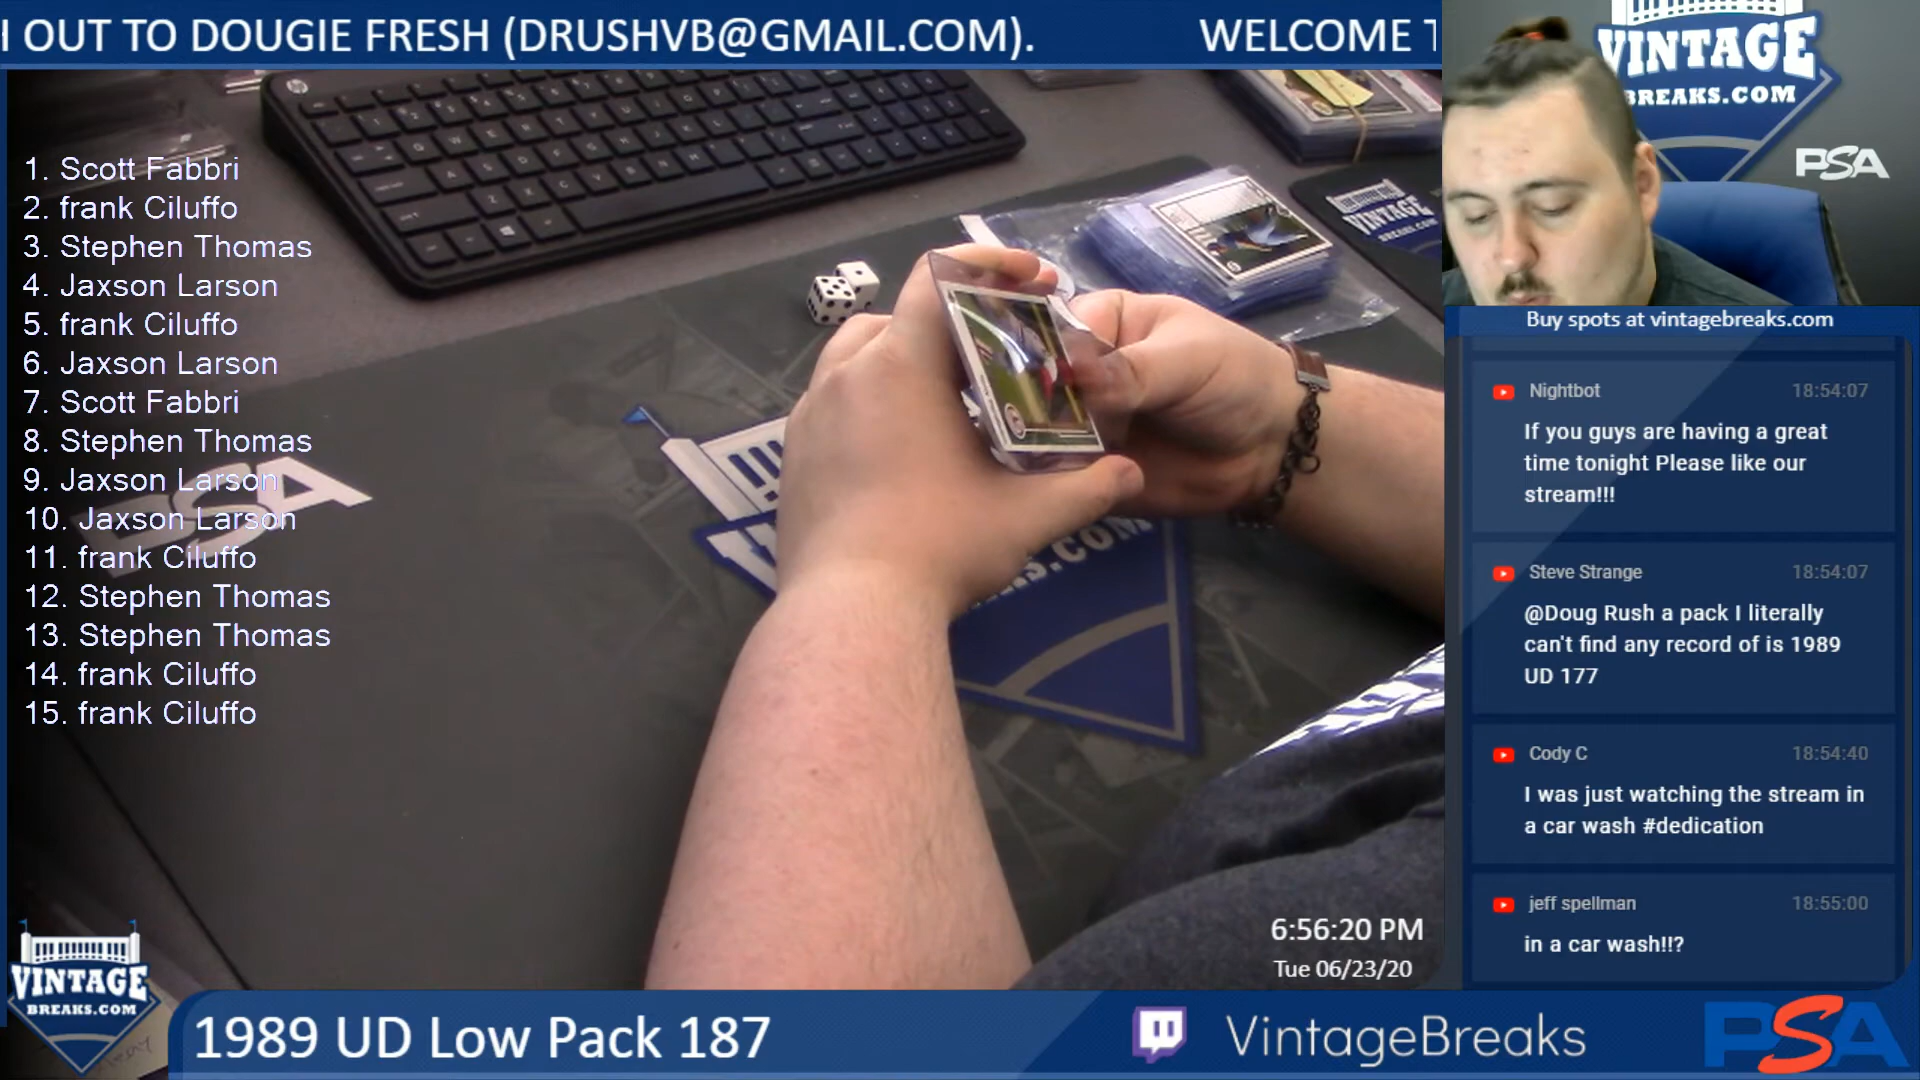 H OUT TO DOUGIE FRESH (DRUSHVB@GMAIL.COM).
WELCOME T
VINTAGE
BREAKS.COM
PSA
1. Scott Fabbri
2. frank Ciluffo
3. Stephen Thomas
4. Jaxson Larson
5. frank Ciluffo
6. Jaxson Larson
7. Scott Fabbri
8. Stephen Thomas
9. Jaxson Larson
10. Jaxson Larson
11. frank Ciluffo
12. Stephen Thomas
13. Stephen Thomas
14. frank Ciluffo
15. frank Ciluffo
PSA
VINTAGE
BREAKS.COM
.COM
Buy spots at vintagebreaks.com
Nightbot 18:54:07
If you guys are having a great
time tonight Please like our
stream!!!
Steve Strange 18:54:07
@Doug Rush a pack I literally
can't find any record of is 1989
UD 177
Cody C 18:54:40
I was just watching the stream in
a car wash #dedication
jeff spellman 18:55:00
in a car wash!!?
6:56:20 PM
Tue 06/23/20
VINTAGE
BREAKS.COM
1989 UD Low Pack 187
VintageBreaks
PSA